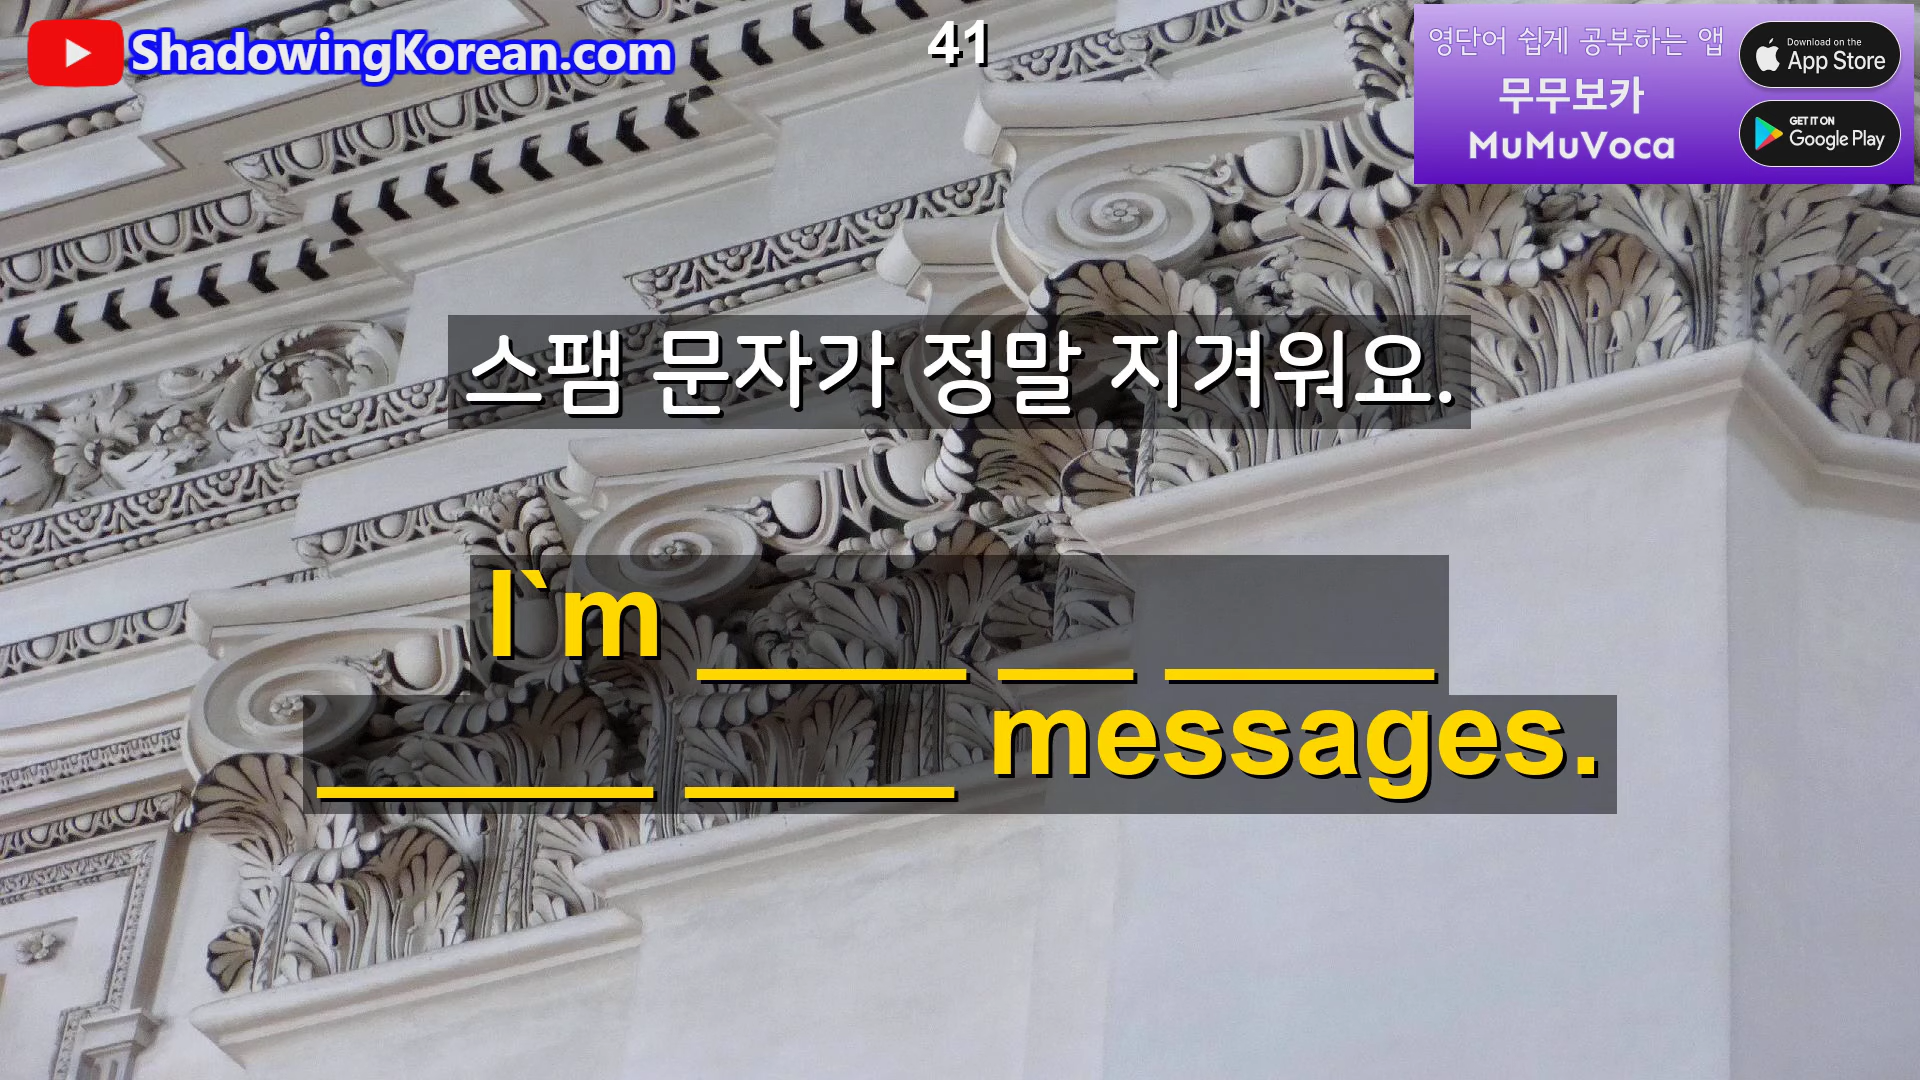 ShadowingKorean.com
41
영단어 쉽게 공부하는 앱
무무보카
MuMuVoca
Download on the
App Store
GET IT ON
Google Play
스팸 문자가 정말 지겨워요.
I`m ____ __ ____
_____ ____ messages.